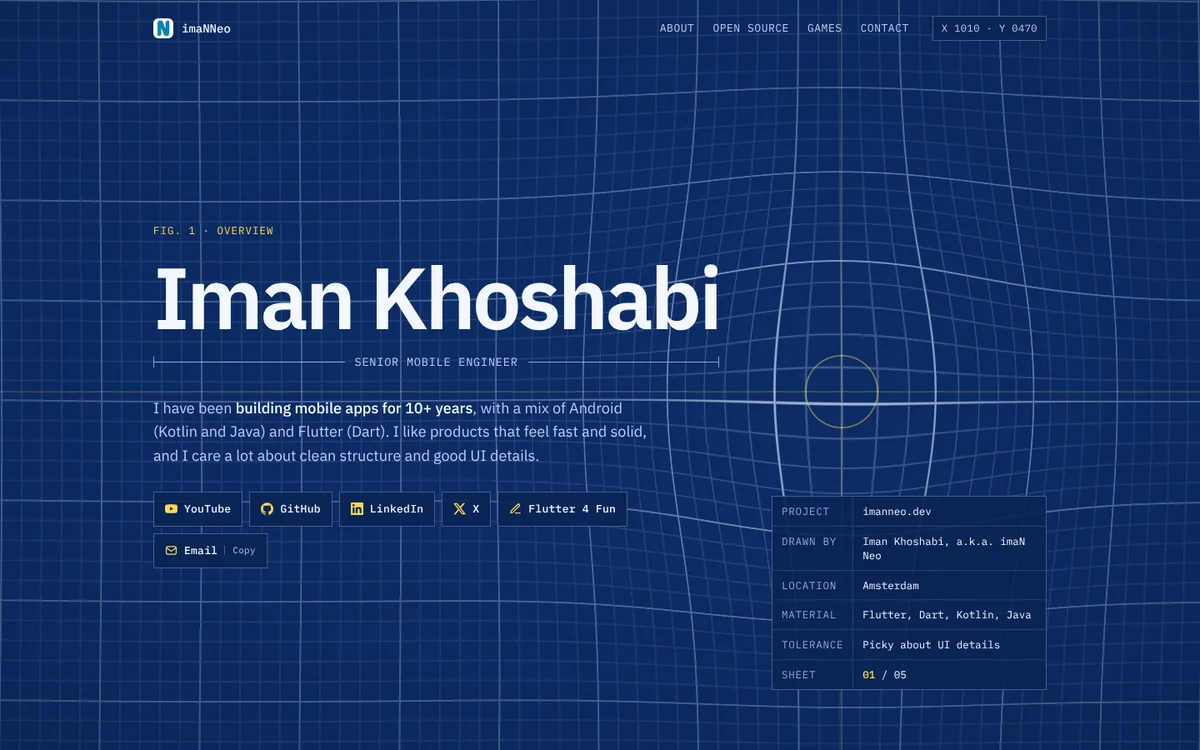 imaNNeo
ABOUT OPEN SOURCE GAMES CONTACT X 1010 · Y 0470
FIG. 1 · OVERVIEW
Iman Khoshabi
SENIOR MOBILE ENGINEER
I have been building mobile apps for 10+ years, with a mix of Android
(Kotlin and Java) and Flutter (Dart). I like products that feel fast and solid,
and I care a lot about clean structure and good UI details.
YouTube GitHub LinkedIn X Flutter 4 Fun
Email | Copy
PROJECT imanneo.dev
DRAWN BY Iman Khoshabi, a.k.a. imaN
Neo
LOCATION Amsterdam
MATERIAL Flutter, Dart, Kotlin, Java
TOLERANCE Picky about UI details
SHEET 01 / 05